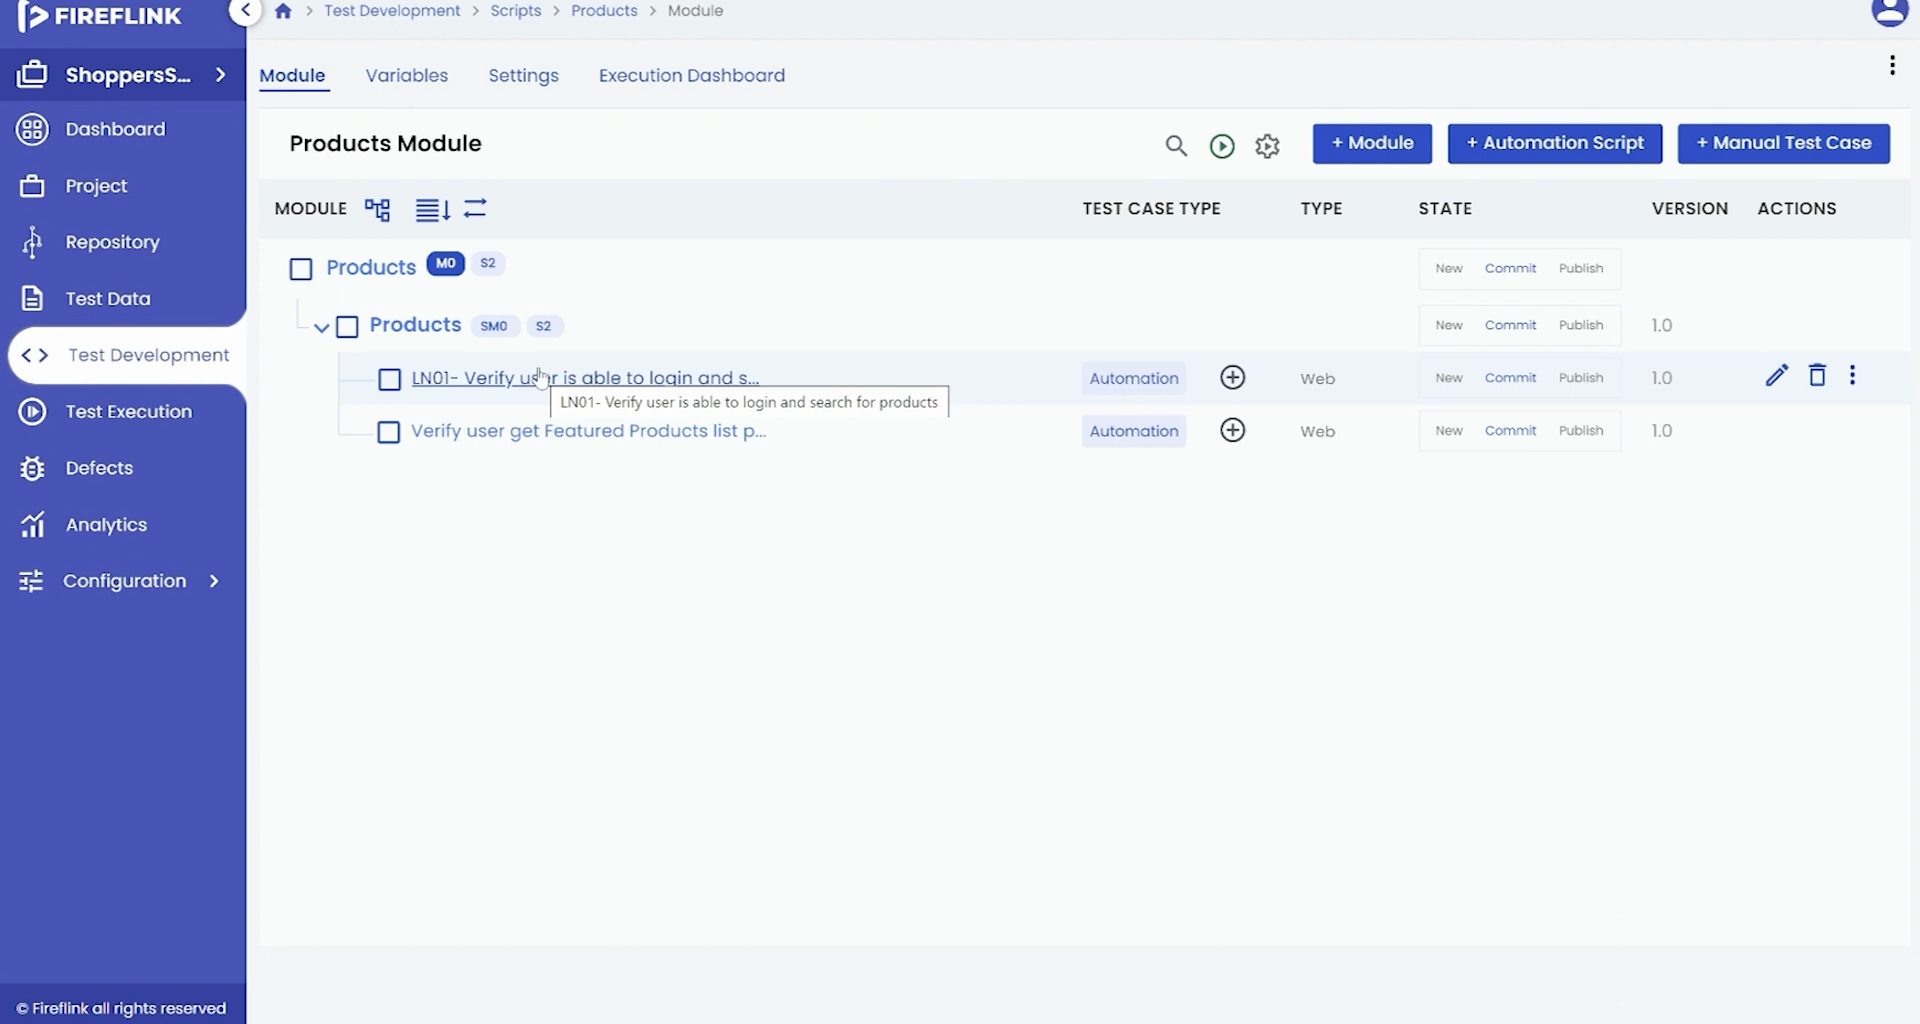 FIREFLINK
Test Development > Scripts > Products > Module
ShoppersS...
Module Variables Settings Execution Dashboard
Dashboard
Project
Repository
Test Data
Test Development
Test Execution
Defects
Analytics
Configuration
© Fireflink all rights reserved
Products Module
+ Module + Automation Script + Manual Test Case
MODULE TEST CASE TYPE TYPE STATE VERSION ACTIONS
Products M0 S2 New Commit Publish
Products SM0 S2 New Commit Publish 1.0
LN01- Verify user is able to login and s... Automation Web New Commit Publish 1.0
LN01- Verify user is able to login and search for products
Verify user get Featured Products list p... Automation Web New Commit Publish 1.0